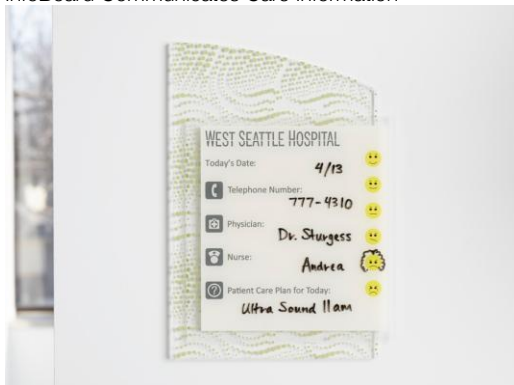 InfoBoard Communicates Care Information
WEST SEATTLE HOSPITAL
Today's Date: 4/13
Telephone Number:
777-4310
Physician:
Dr. Sturgess
Nurse:
Andrea
Patient Care Plan for Today:
Ultra Sound 11am